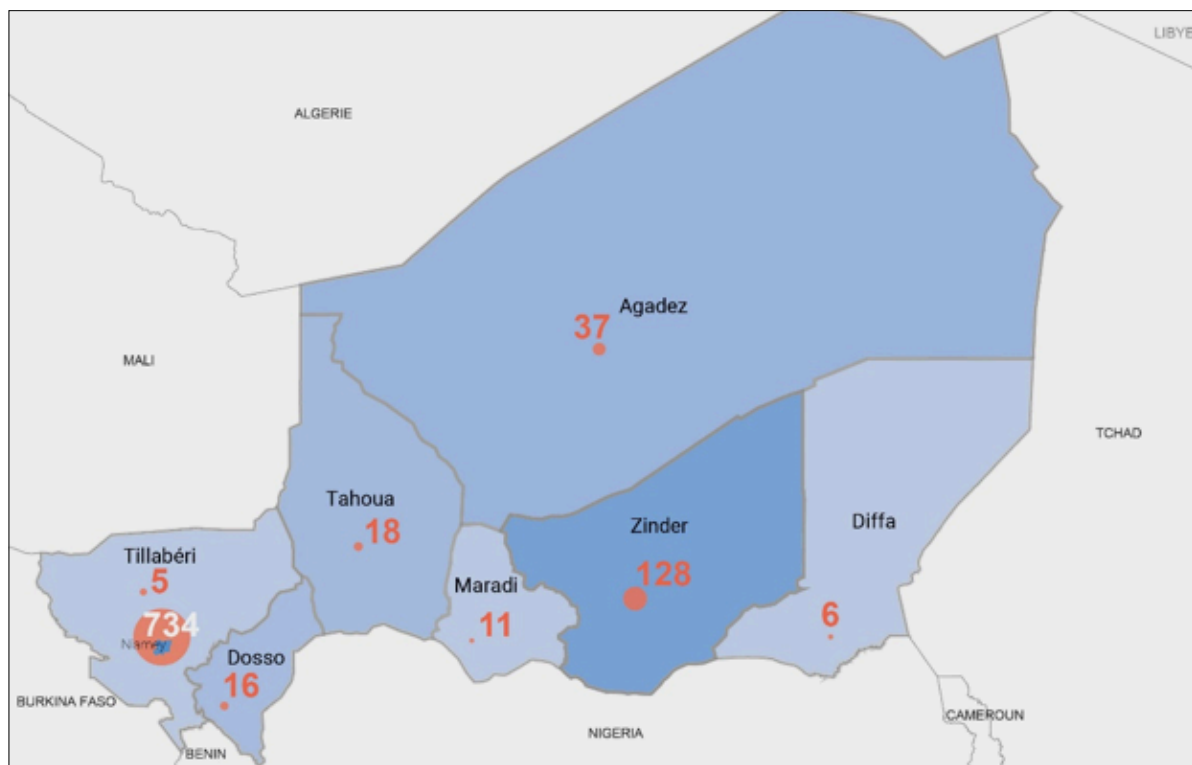 LIBYE
ALGERIE
Agadez
37
MALI
TCHAD
Tahoua
18
Zinder
128
Diffa
Tillabéri
5
Maradi
11
6
734
Niamey
Dosso
16
BURKINA FASO
CAMEROUN
NIGERIA
BENIN